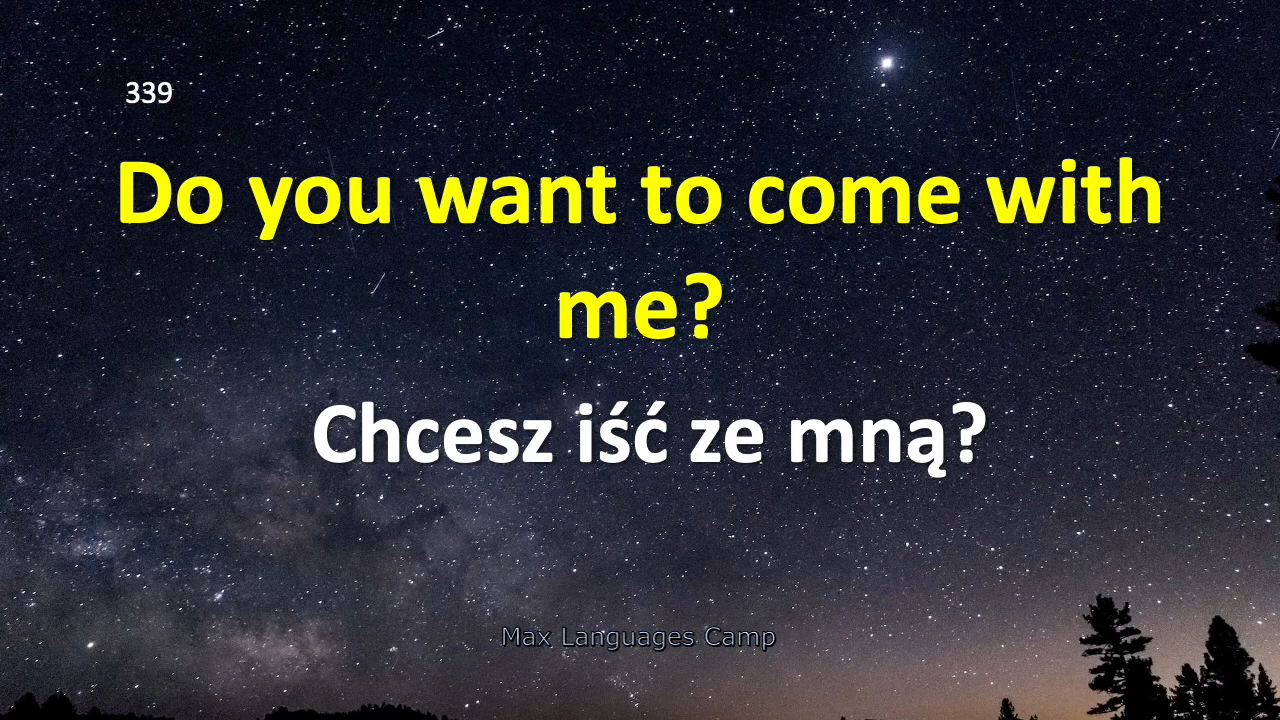 339
Do you want to come with
me?
Chcesz iść ze mną?
Max Languages Camp